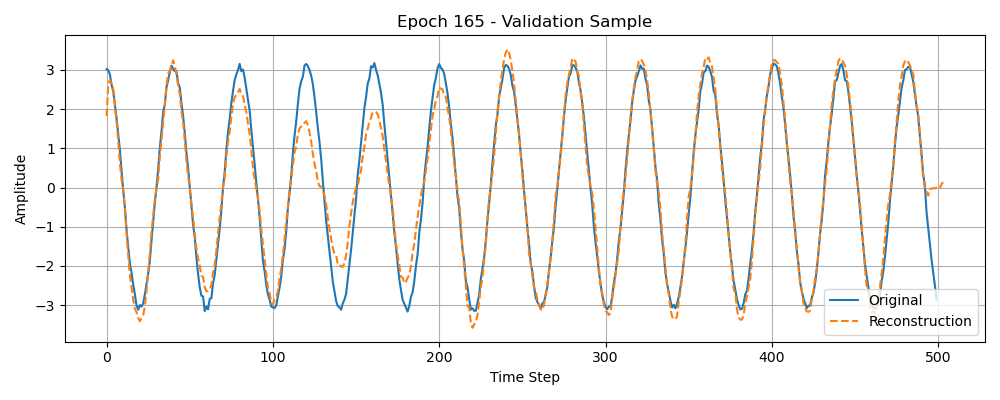 Epoch 165 - Validation Sample
Amplitude
3
2
1
0
−1
−2
−3
0
100
200
300
400
500
Time Step
Original
Reconstruction